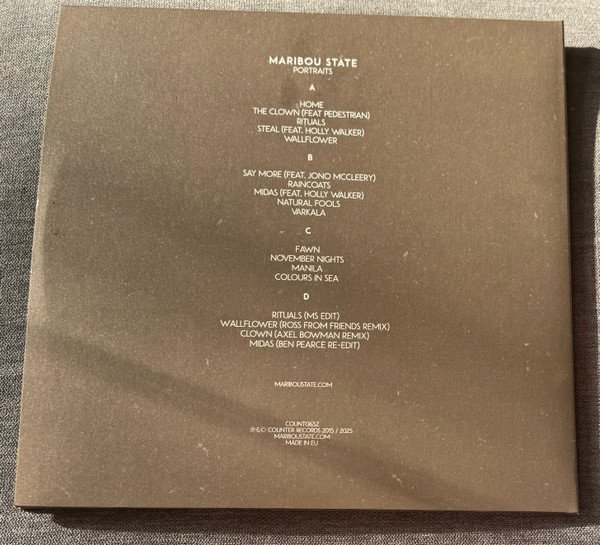 MARIBOU STATE
PORTRAITS
A
HOME
THE CLOWN (FEAT PEDESTRIAN)
RITUALS
STEAL (FEAT. HOLLY WALKER)
WALLFLOWER
B
SAY MORE (FEAT. JONO MCCLEERY)
RAINCOATS
MIDAS (FEAT. HOLLY WALKER)
NATURAL FOOLS
VARKALA
C
FAWN
NOVEMBER NIGHTS
MANILA
COLOURS IN SEA
D
RITUALS (MS EDIT)
WALLFLOWER (ROSS FROM FRIENDS REMIX)
CLOWN (AXEL BOWMAN REMIX)
MIDAS (BEN PEARCE RE-EDIT)
MARIBOUSTATE.COM
COUNT063Z
℗ & © COUNTER RECORDS 2015 / 2025
MARIBOUSTATE.COM
MADE IN EU